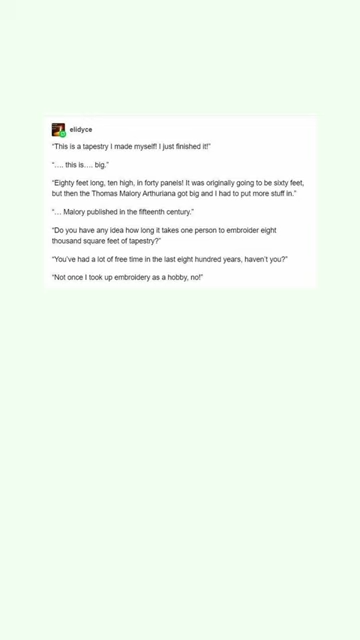 elidyce
“This is a tapestry I made myself! I just finished it!”
“.... this is.... big.”
“Eighty feet long, ten high, in forty panels! It was originally going to be sixty feet,
but then the Thomas Malory Arthuriana got big and I had to put more stuff in.”
“... Malory published in the fifteenth century.”
“Do you have any idea how long it takes one person to embroider eight
thousand square feet of tapestry?”
“You’ve had a lot of free time in the last eight hundred years, haven’t you?”
“Not once I took up embroidery as a hobby, no!”